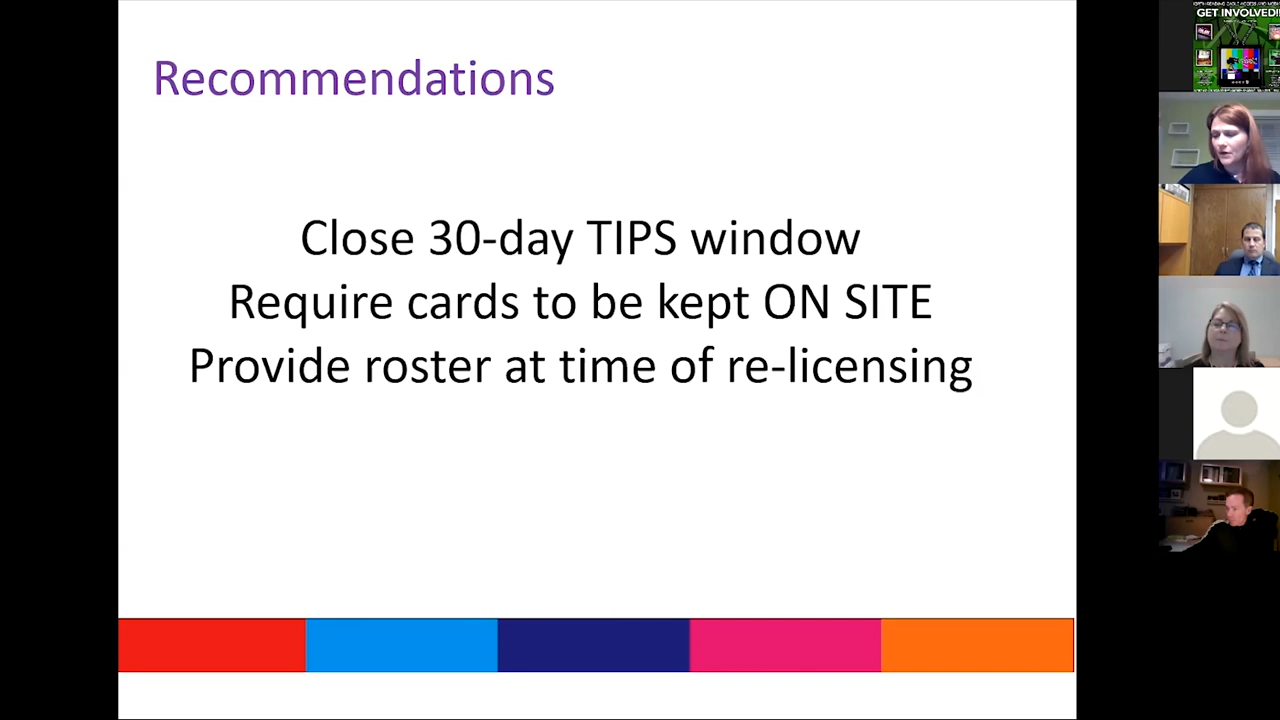 Recommendations
Close 30-day TIPS window
Require cards to be kept ON SITE
Provide roster at time of re-licensing
GET INVOLVED!